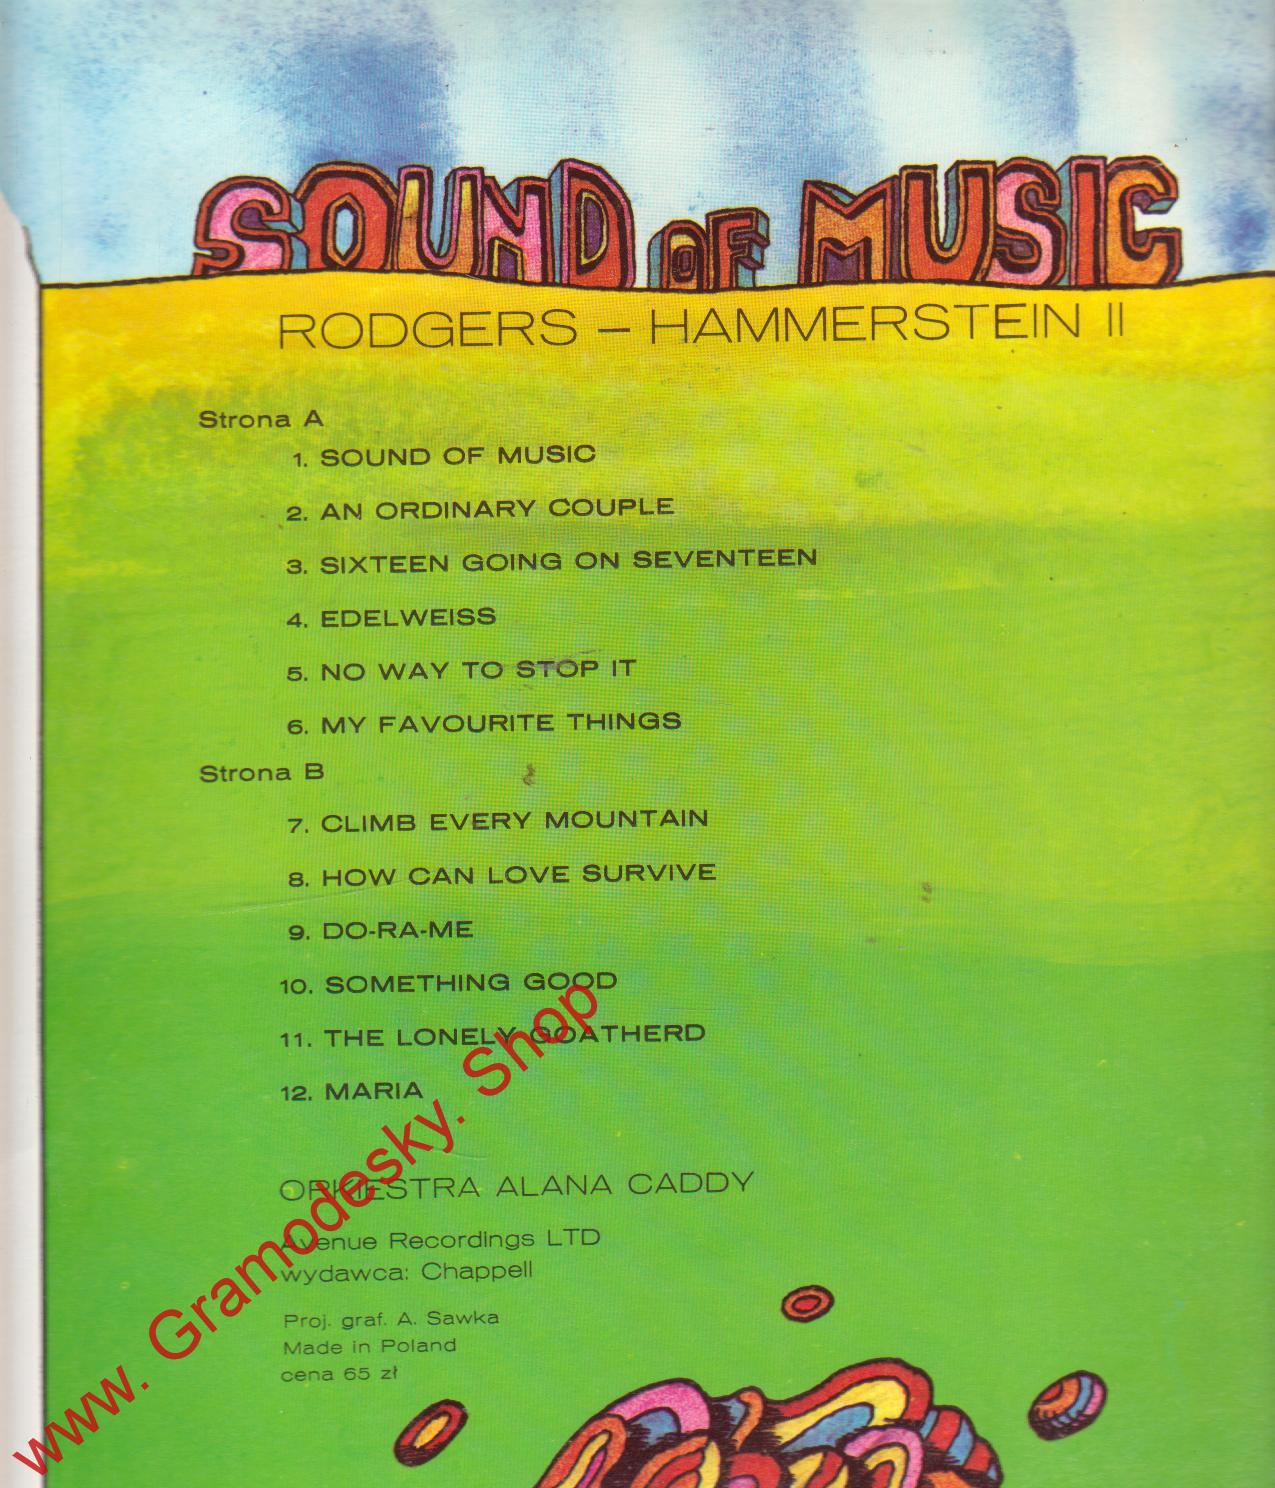 SOUND OF MUSIC
RODGERS – HAMMERSTEIN II
Strona A
1. SOUND OF MUSIC
2. AN ORDINARY COUPLE
3. SIXTEEN GOING ON SEVENTEEN
4. EDELWEISS
5. NO WAY TO STOP IT
6. MY FAVOURITE THINGS
Strona B
7. CLIMB EVERY MOUNTAIN
8. HOW CAN LOVE SURVIVE
9. DO-RA-ME
10. SOMETHING GOOD
11. THE LONELY GOATHERD
12. MARIA
ORKIESTRA ALANA CADDY
Avenue Recordings LTD
wydawca: Chappell
Proj. graf. A. Sawka
Made in Poland
cena 65 zł
www. Gramodesky. Shop